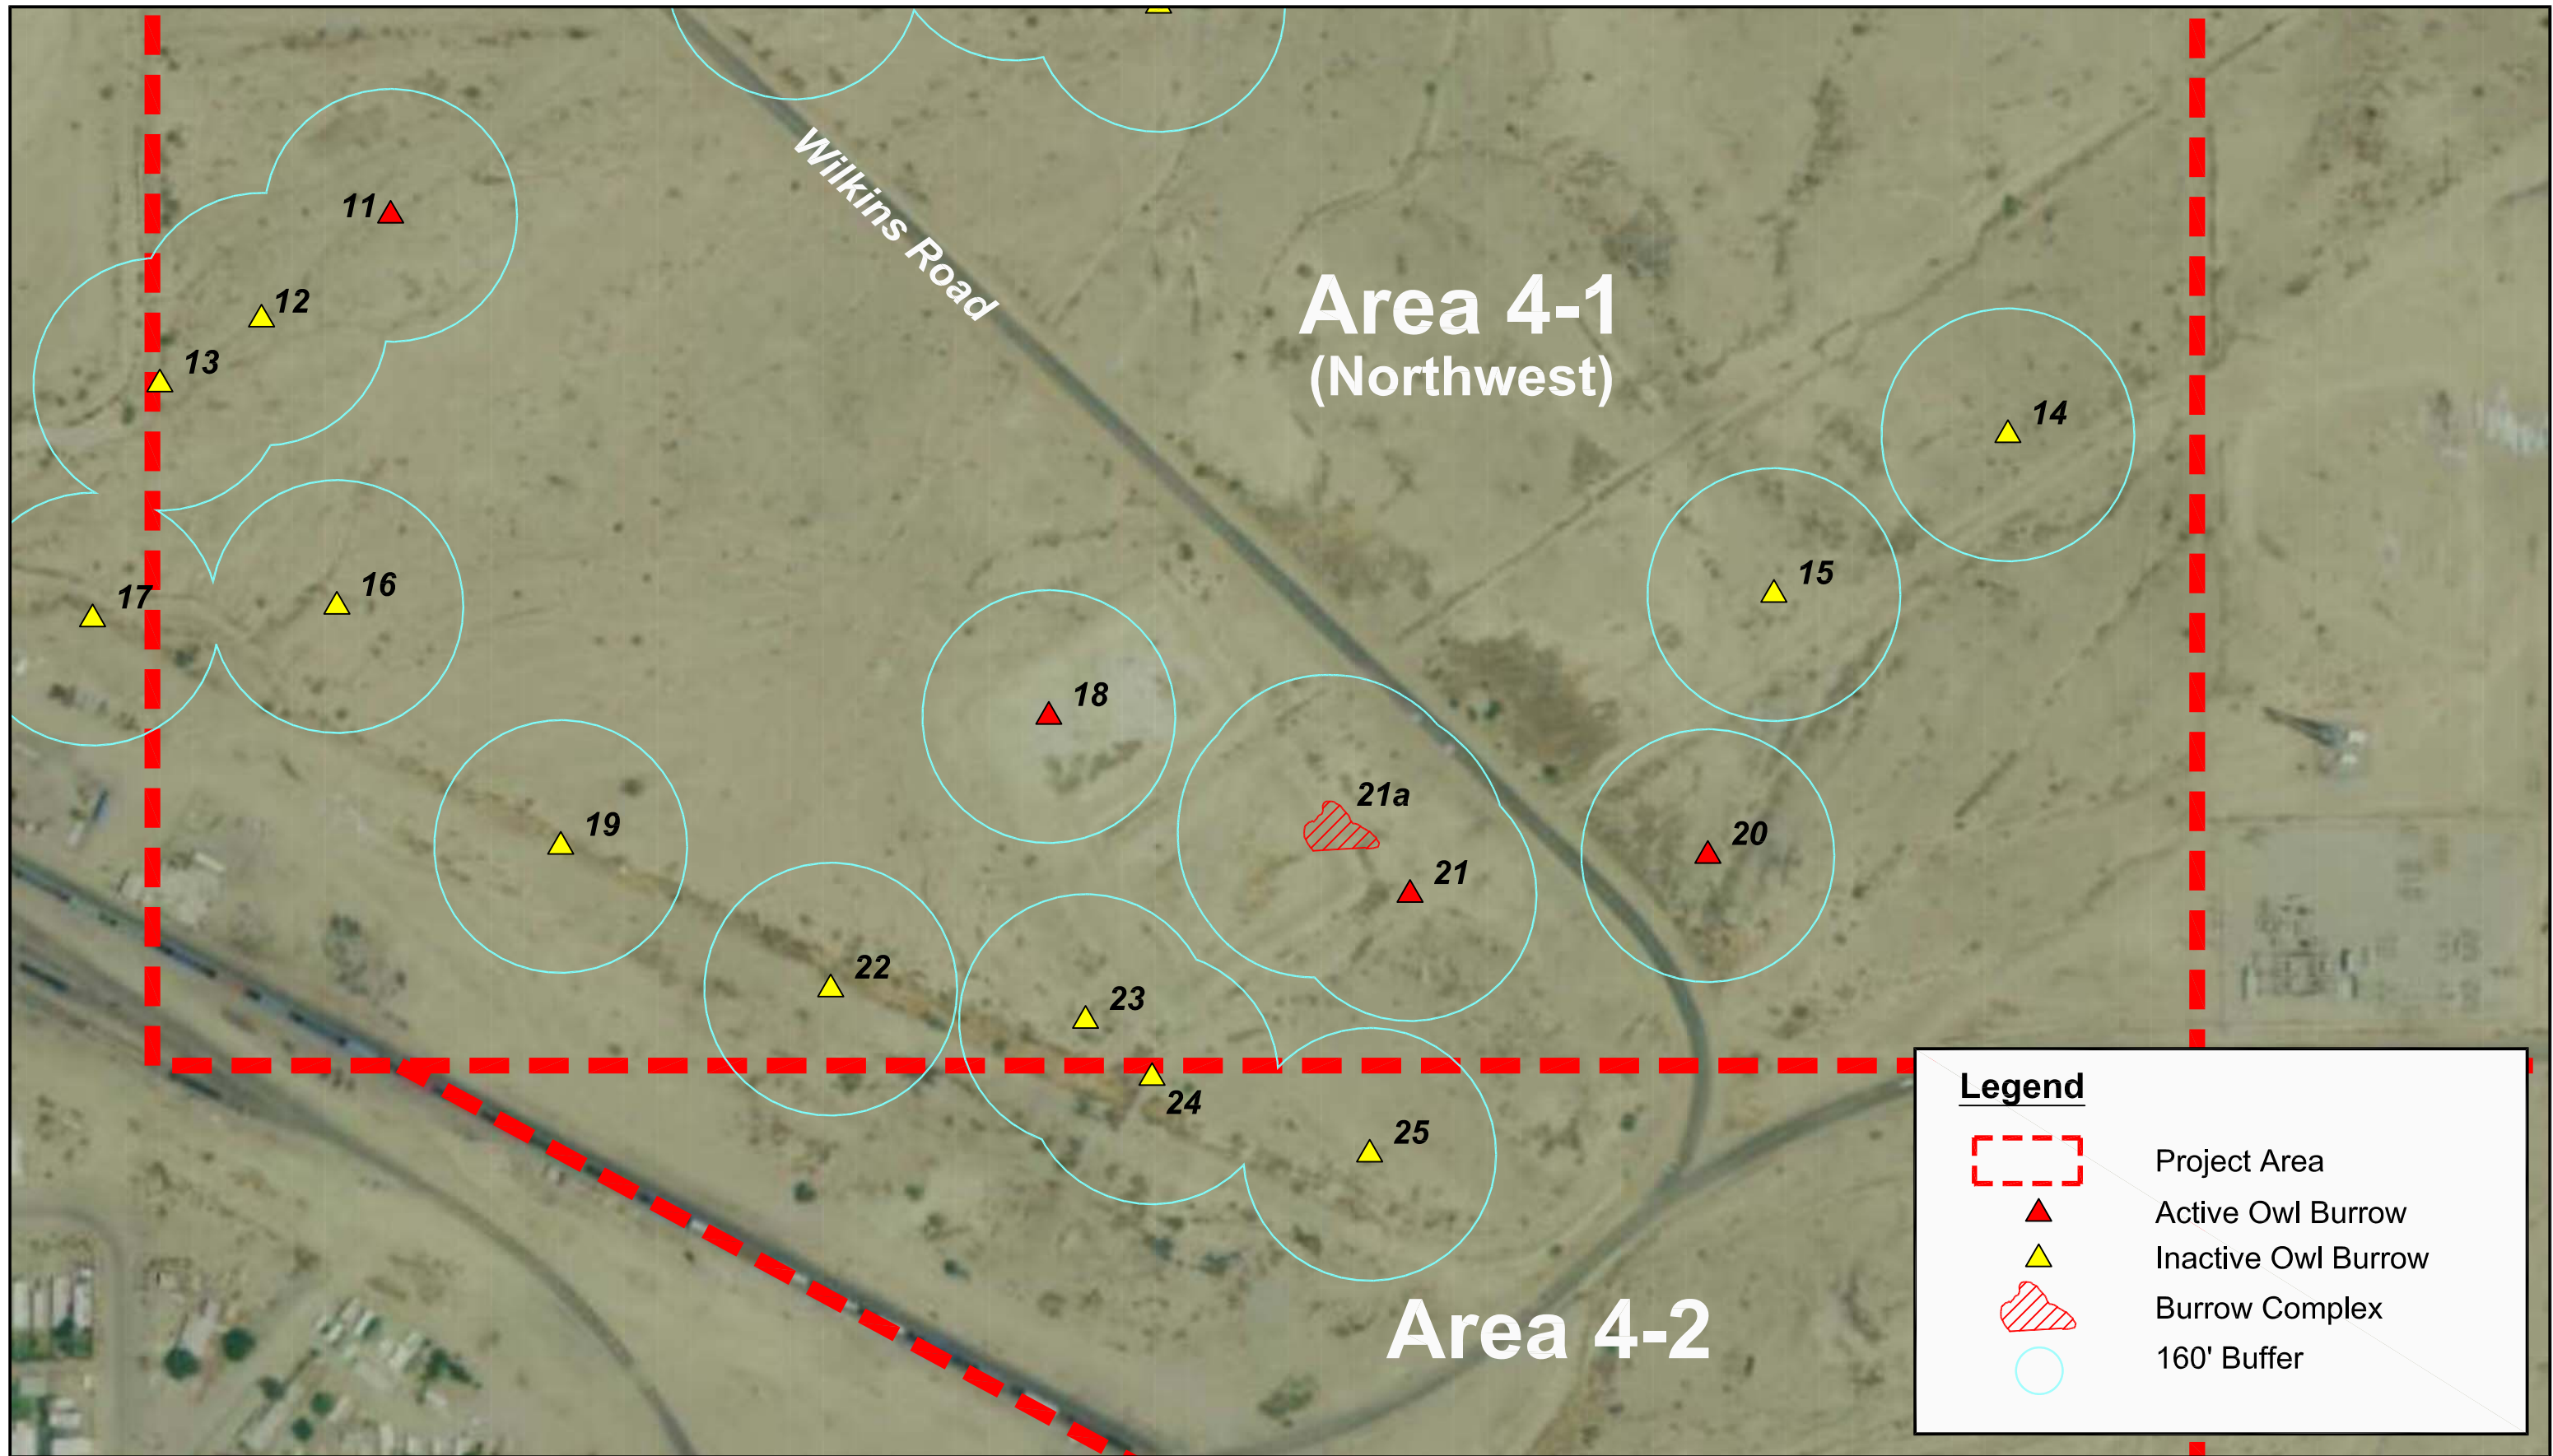 Wilkins Road
11
12
13
Area 4-1
(Northwest)
14
15
16
17
18
19
20
21a
21
22
23
24
25
Area 4-2
Legend
Project Area
Active Owl Burrow
Inactive Owl Burrow
Burrow Complex
160' Buffer